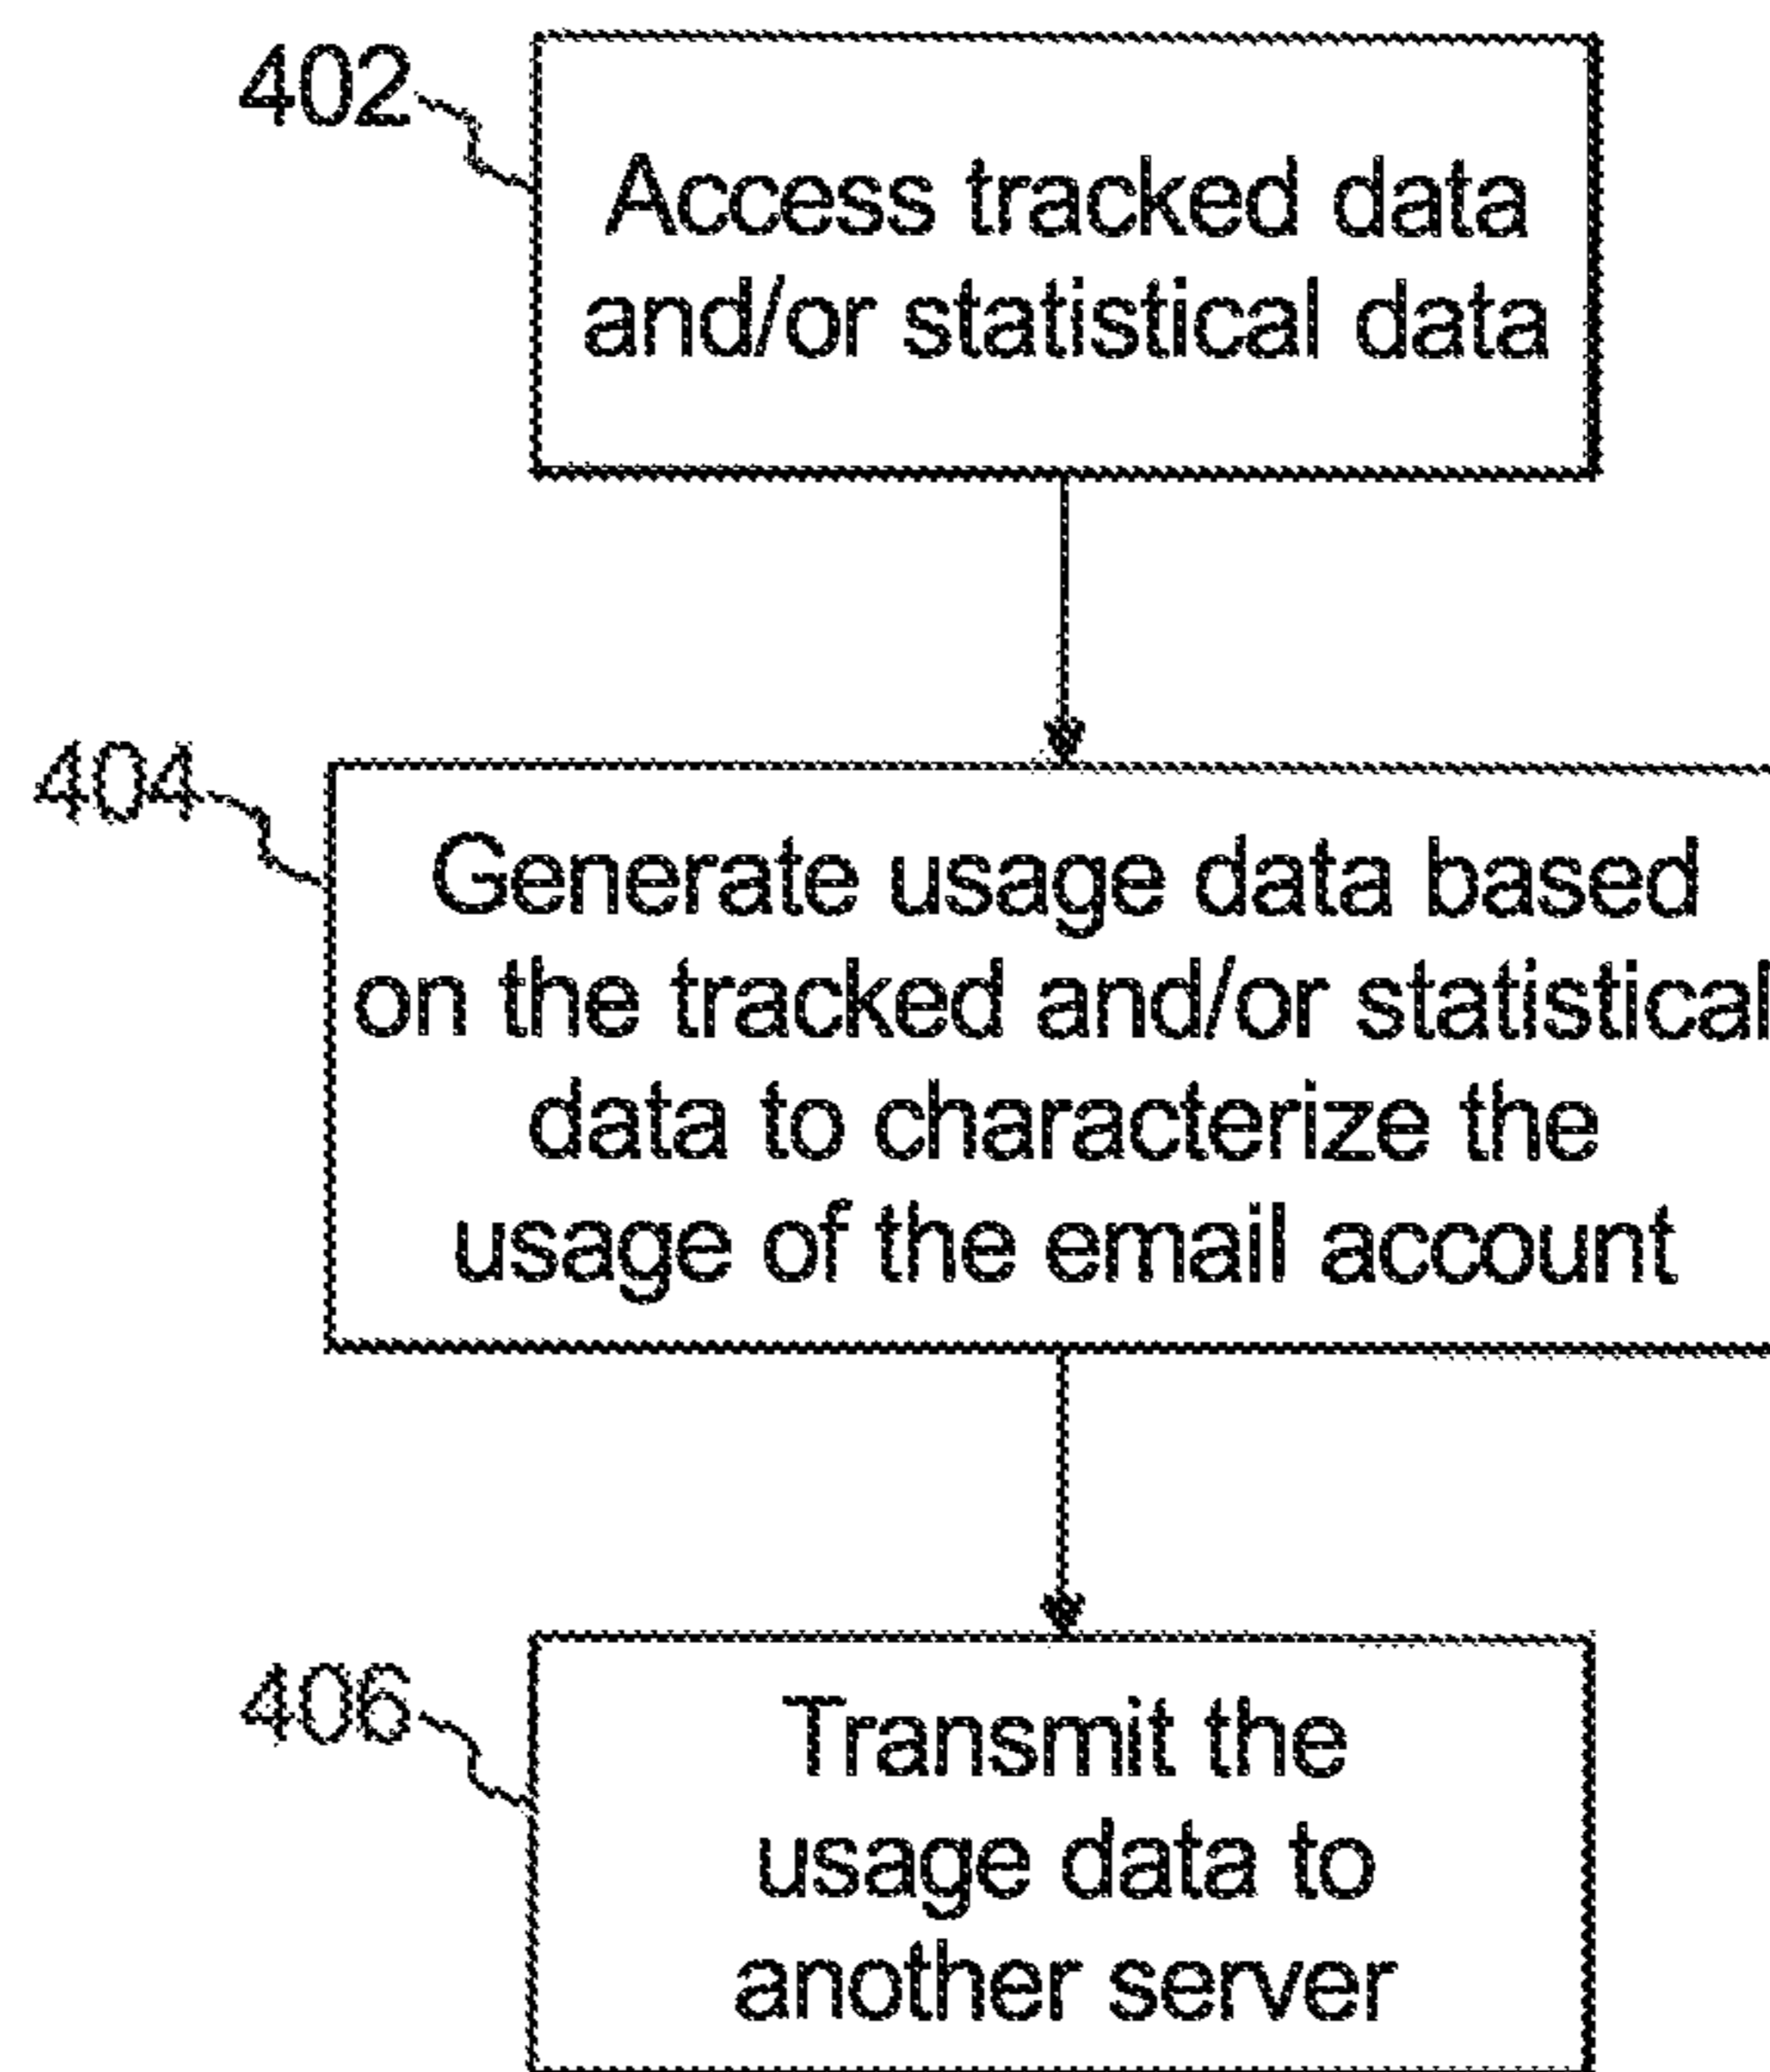 402
Access tracked data
and/or statistical data
404
Generate usage data based
on the tracked and/or statistical
data to characterize the
usage of the email account
406
Transmit the
usage data to
another server